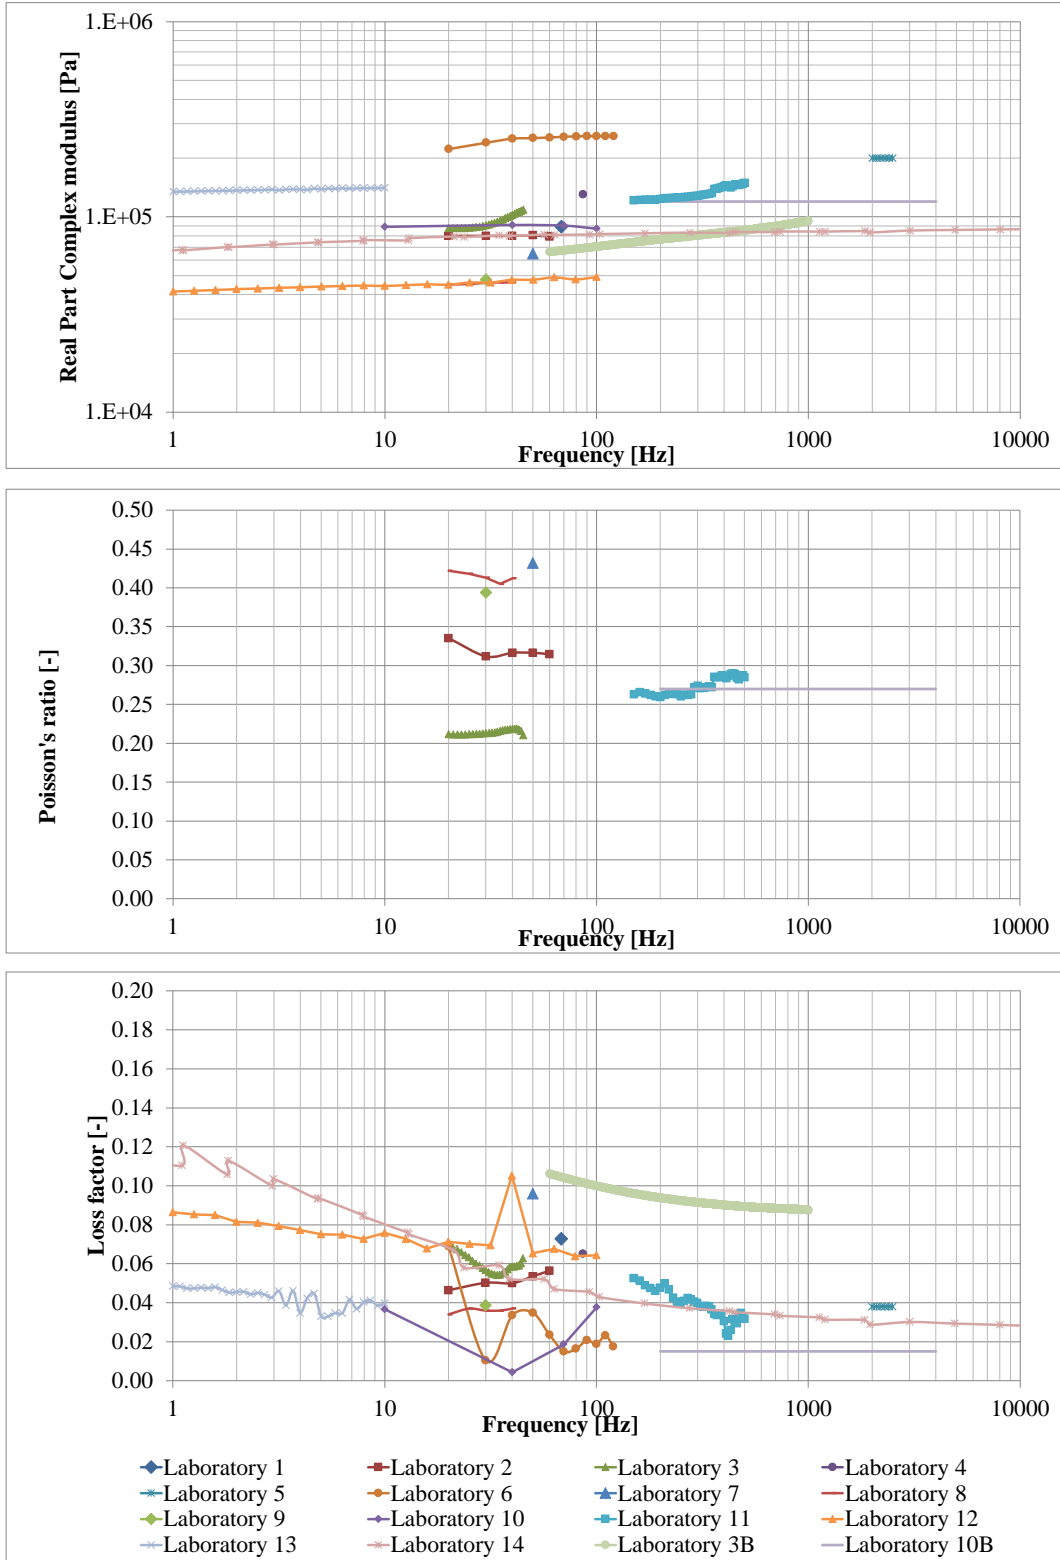 1.E+06
1.E+05
1.E+04
Real Part Complex modulus [Pa]
1 10 100 1000 10000
Frequency [Hz]
0.50
0.45
0.40
0.35
0.30
0.25
0.20
0.15
0.10
0.05
0.00
Poisson's ratio [-]
1 10 100 1000 10000
Frequency [Hz]
0.20
0.18
0.16
0.14
0.12
0.10
0.08
0.06
0.04
0.02
0.00
Loss factor [-]
1 10 100 1000 10000
Frequency [Hz]
Laboratory 1 Laboratory 2 Laboratory 3 Laboratory 4
Laboratory 5 Laboratory 6 Laboratory 7 Laboratory 8
Laboratory 9 Laboratory 10 Laboratory 11 Laboratory 12
Laboratory 13 Laboratory 14 Laboratory 3B Laboratory 10B